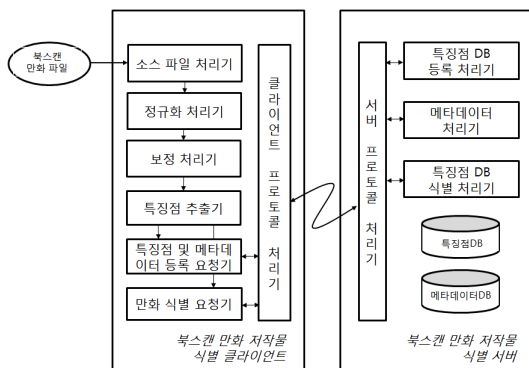 북스캔
만화 파일
소스 파일 처리기
정규화 처리기
보정 처리기
특징점 추출기
특징점 및 메타데
이터 등록 요청기
만화 식별 요청기
클라이언트 프로토콜 처리기
북스캔 만화 저작물
식별 클라이언트
서버 프로토콜 처리기
특징점 DB
등록 처리기
메타데이터
처리기
특징점 DB
식별 처리기
특징점DB
메타데이터DB
북스캔 만화 저작물
식별 서버